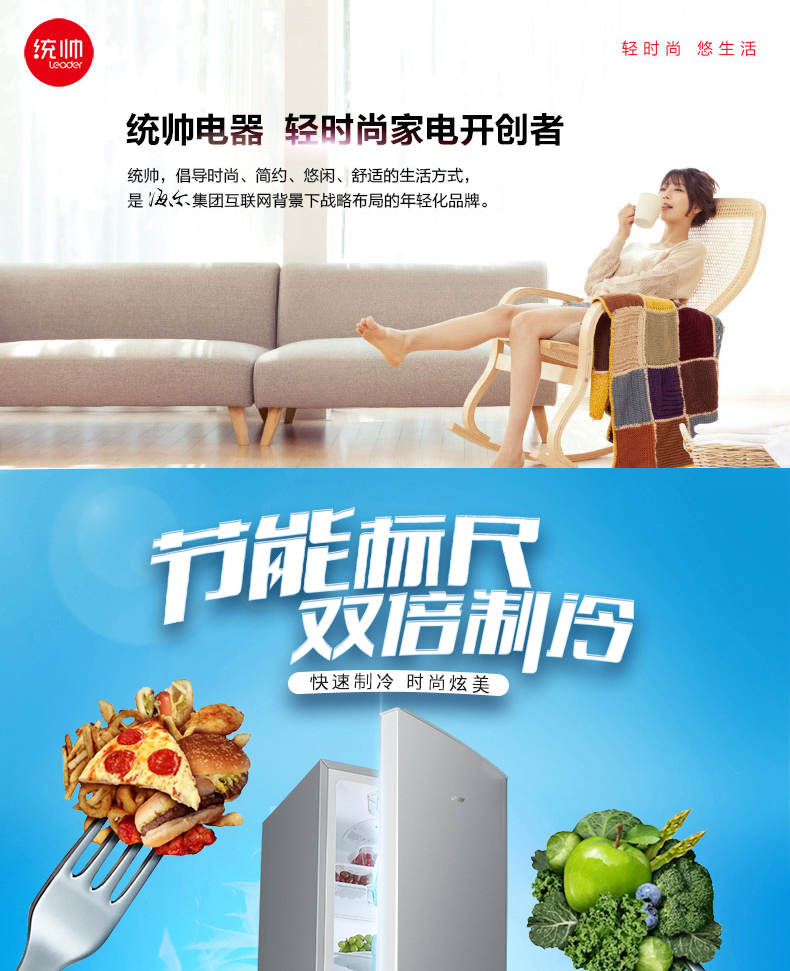 统帅
Leader
轻时尚 悠生活
统帅电器 轻时尚家电开创者
统帅，倡导时尚、简约、悠闲、舒适的生活方式，
是海尔集团互联网背景下战略布局的年轻化品牌。
节能标尺
双倍制冷
快速制冷 时尚炫美